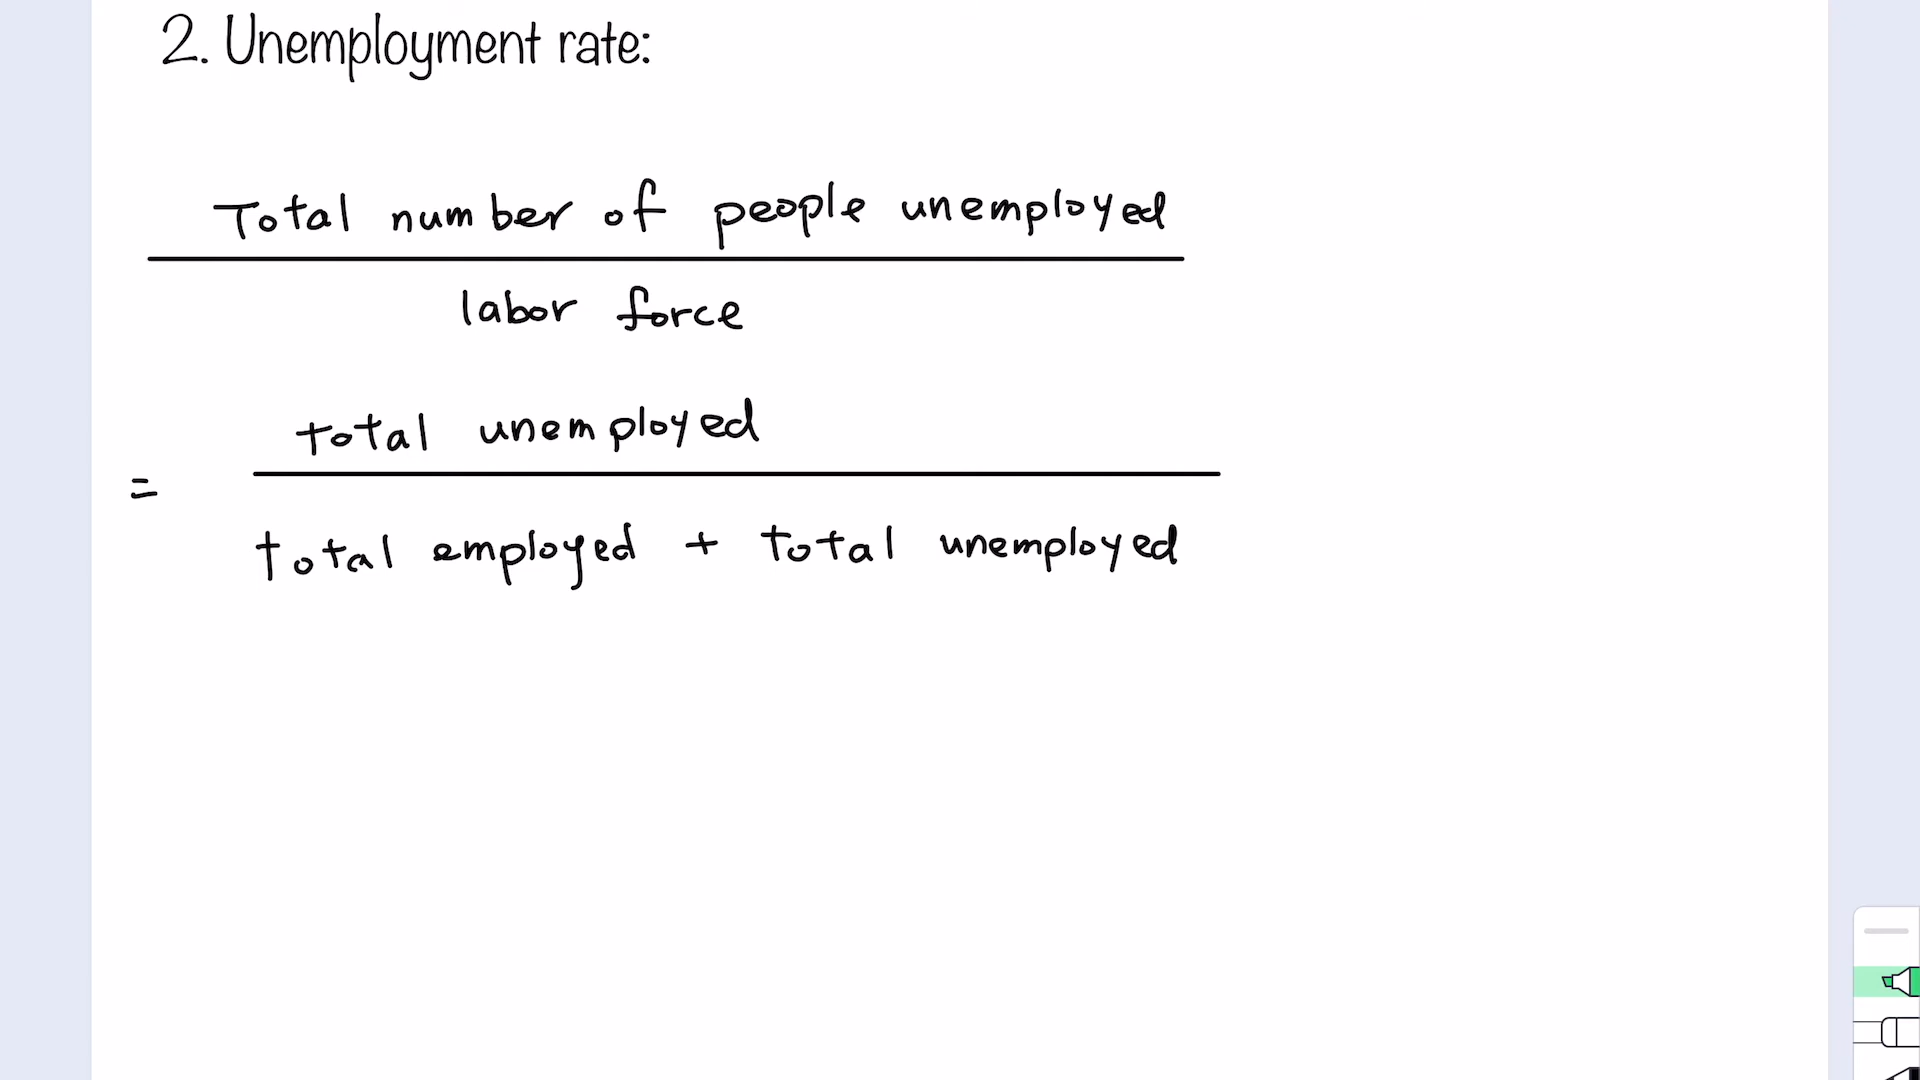 2. Unemployment rate:
Total number of people unemployed
labor force
total unemployed
=
total employed + total unemployed